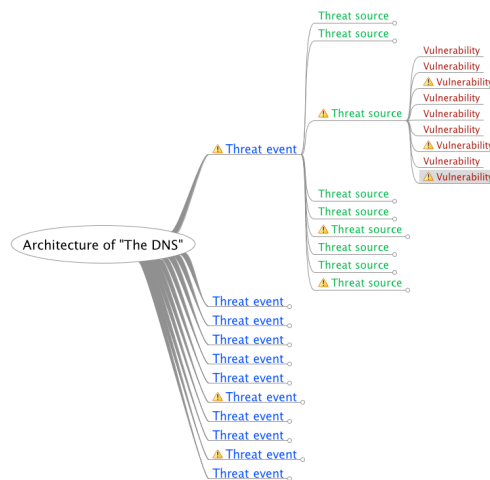 Threat source
Threat source
Vulnerability
Vulnerability
Vulnerability
Vulnerability
Threat source
Vulnerability
Vulnerability
Vulnerability
Threat event
Vulnerability
Vulnerability
Threat source
Threat source
Threat source
Architecture of "The DNS"
Threat source
Threat source
Threat source
Threat event
Threat event
Threat event
Threat event
Threat event
Threat event
Threat event
Threat event
Threat event
Threat event